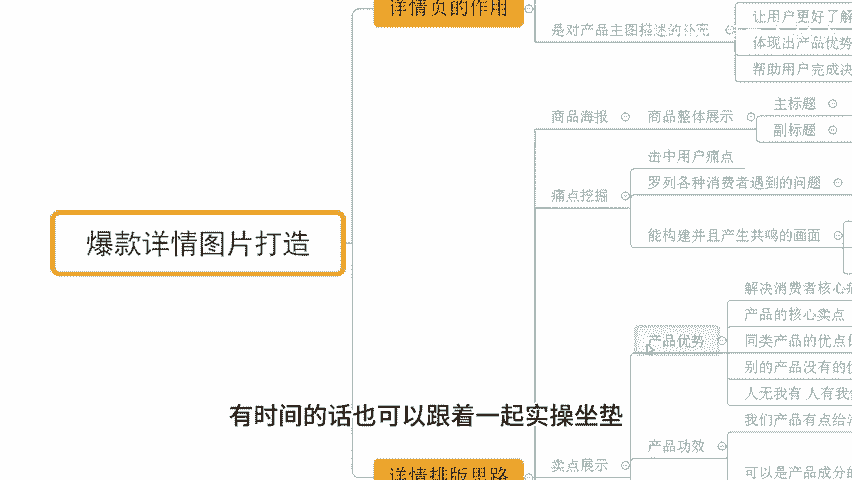 详情页的作用
是对产品主图描述的补充
让用户更好了解
体现出产品优势
帮助用户完成决
商品海报
商品整体展示
主标题
副标题
痛点挖掘
击中用户痛点
罗列各种消费者遇到的问题
能构建并且产生共鸣的画面
爆款详情图片打造
解决消费者核心
产品的核心卖点
产品优势
同类产品的优点
别的产品没有的
人无我有 人有我
有时间的话也可以跟着一起实操坐垫
我们产品有点给
产品功效
卖点展示
可以是产品成分的
详情排版思路